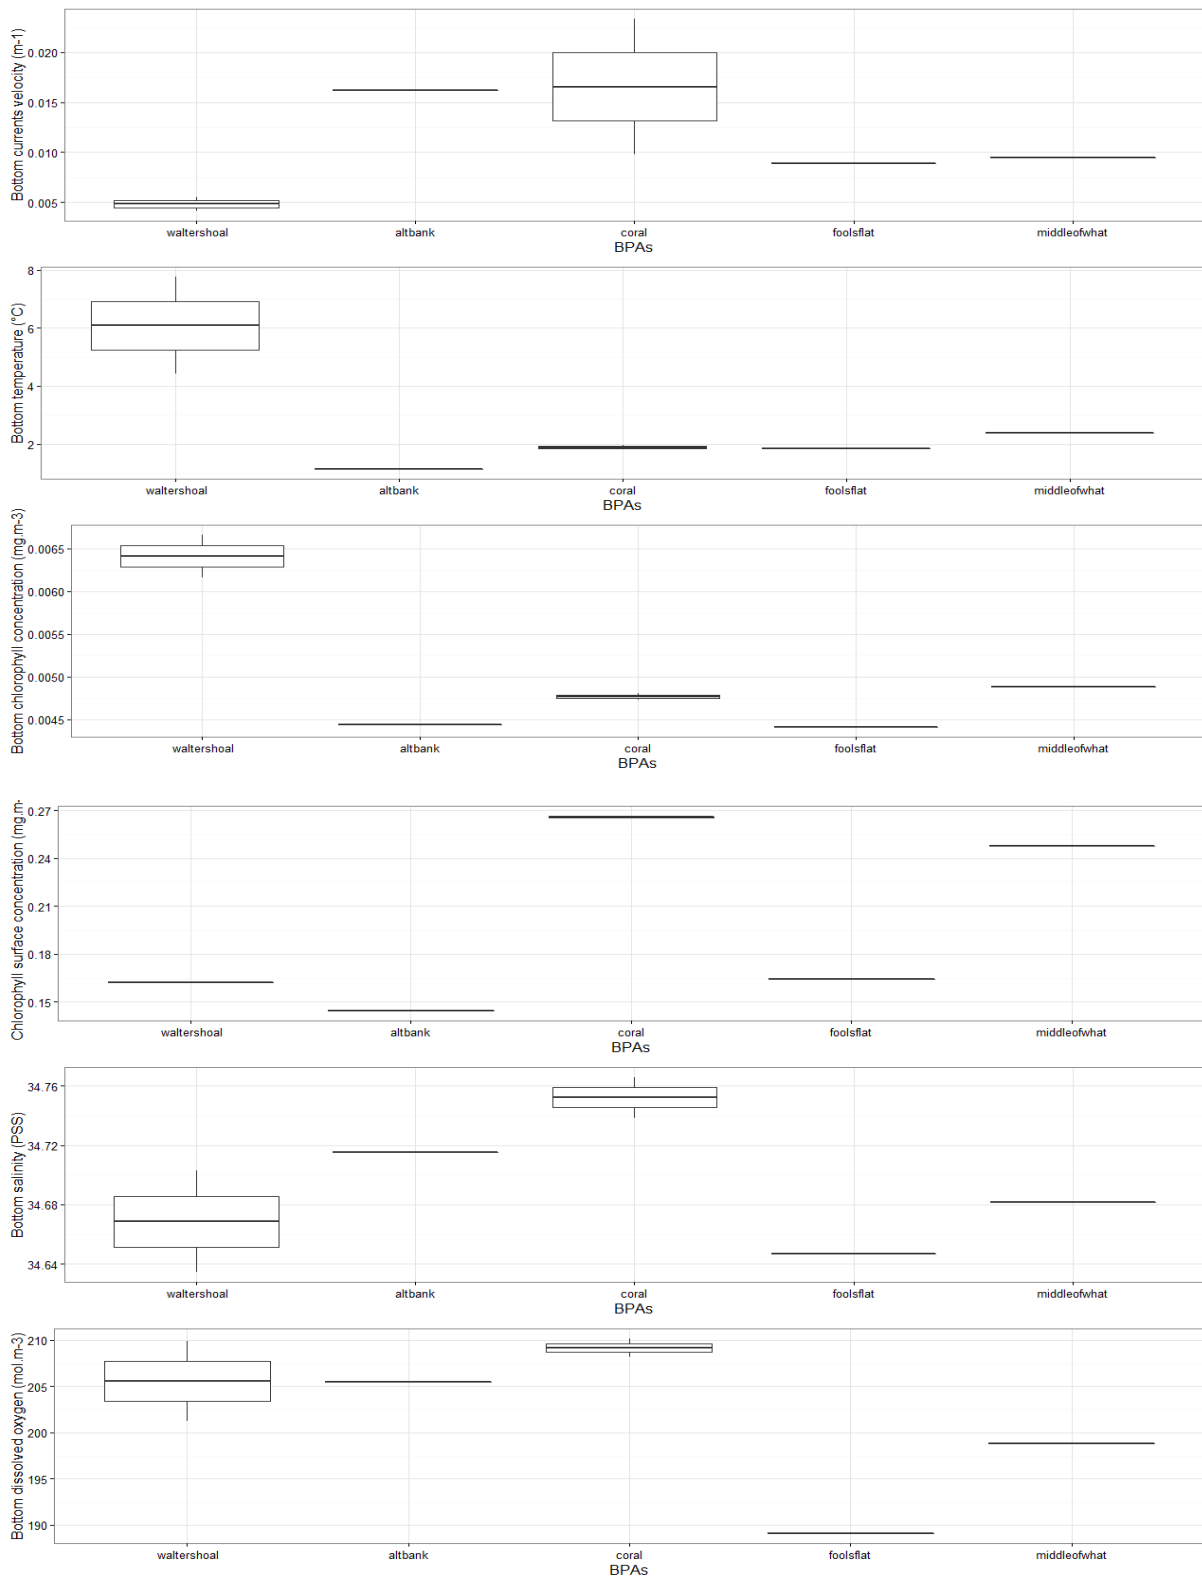 Bottom currents velocity (m-1)
0.020
0.015
0.010
0.005
waltershoal altbank coral foolsflat middleofwhat
BPAs
Bottom temperature (°C)
8
6
4
2
waltershoal altbank coral foolsflat middleofwhat
BPAs
Bottom chlorophyll concentration (mg.m-3)
0.0065
0.0060
0.0055
0.0050
0.0045
waltershoal altbank coral foolsflat middleofwhat
BPAs
Chlorophyll surface concentration (mg.m-
0.27
0.24
0.21
0.18
0.15
waltershoal altbank coral foolsflat middleofwhat
BPAs
Bottom salinity (PSS)
34.76
34.72
34.68
34.64
waltershoal altbank coral foolsflat middleofwhat
BPAs
Bottom dissolved oxygen (mol.m-3)
210
205
200
195
190
waltershoal altbank coral foolsflat middleofwhat
BPAs